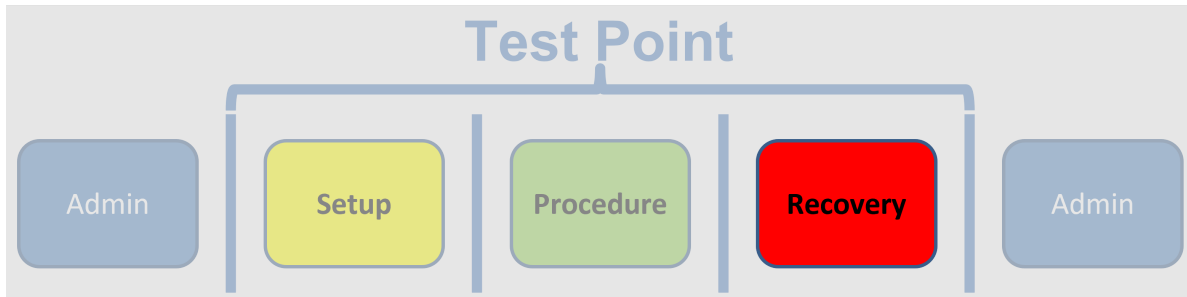 Test Point
Admin
Setup
Procedure
Recovery
Admin